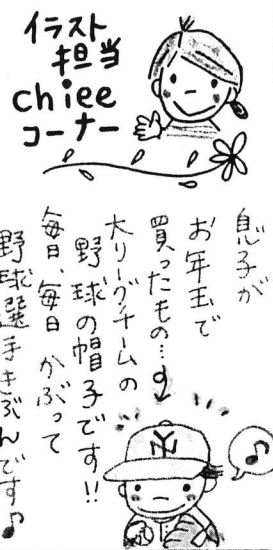 イラスト
担当
chiee
コーナー
息子が
お年玉で
買ったもの…
大リーグチームの
野球の帽子です!!
毎日、毎日 かぶって
野球選手きぶんです♪
NY